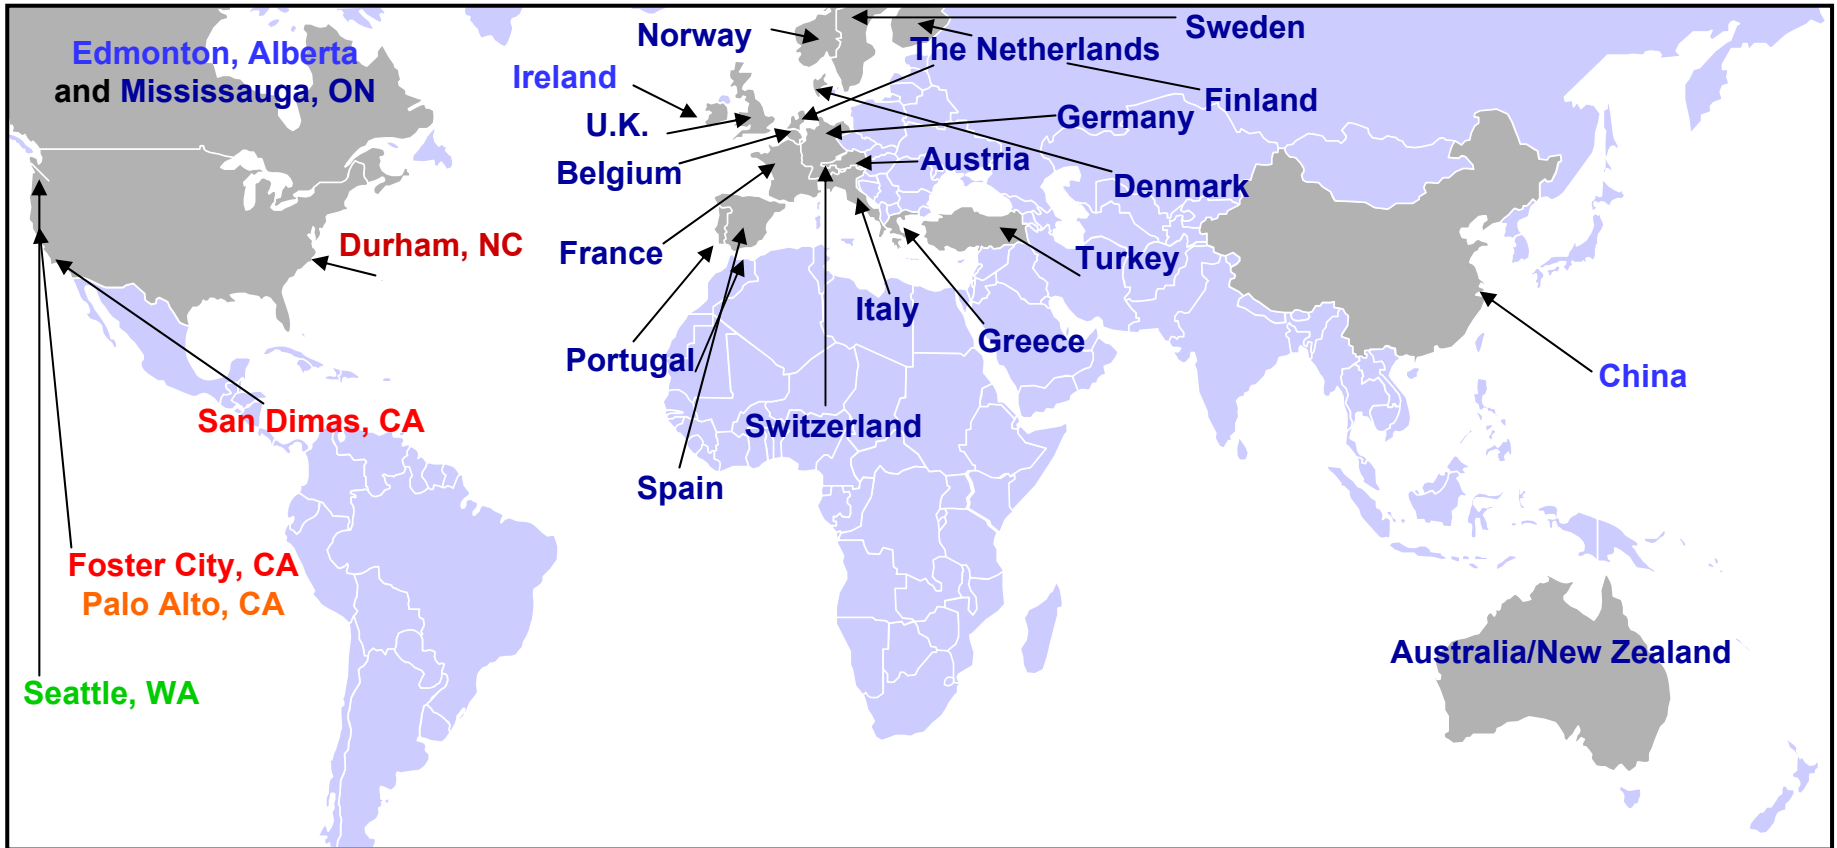 Edmonton, Alberta
and Mississauga, ON
Norway
Sweden
The Netherlands
Ireland
Finland
U.K.
Germany
Belgium
Austria
Denmark
Durham, NC
France
Turkey
Italy
Greece
Portugal
China
San Dimas, CA
Switzerland
Spain
Foster City, CA
Palo Alto, CA
Australia/New Zealand
Seattle, WA